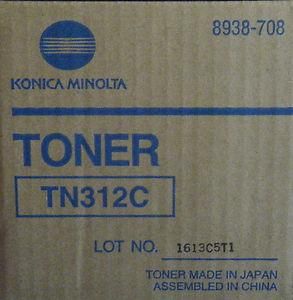 8938-708
KONICA MINOLTA
TONER
TN312C
LOT NO. 1613C5T1
TONER MADE IN JAPAN
ASSEMBLED IN CHINA